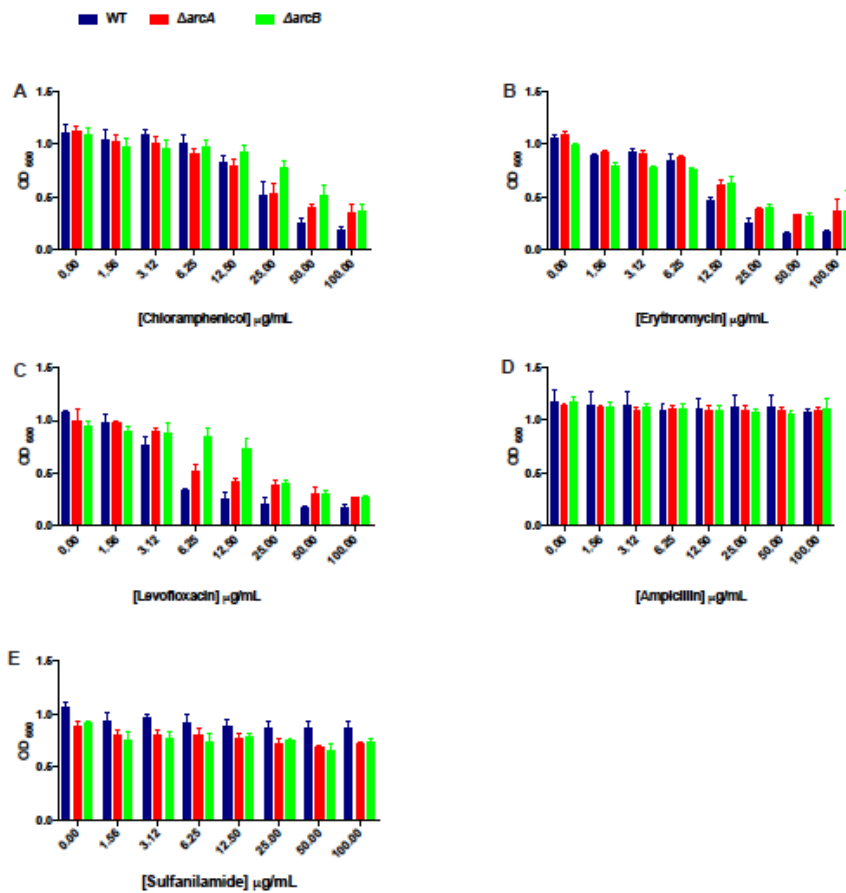 WT ΔarcA ΔarcB
A
1.5
1.0
0.5
0.0
OD 600
0.00 1.56 3.12 6.25 12.50 25.00 50.00 100.00
[Chloramphenicol] μg/mL
B
1.5
1.0
0.5
0.0
OD 600
0.00 1.56 3.12 6.25 12.50 25.00 50.00 100.00
[Erythromycin] μg/mL
C
1.5
1.0
0.5
0.0
OD 600
0.00 1.56 3.12 6.25 12.50 25.00 50.00 100.00
[Levofloxacin] μg/mL
D
1.5
1.0
0.5
0.0
OD 600
0.00 1.56 3.12 6.25 12.50 25.00 50.00 100.00
[Ampicillin] μg/mL
E
1.5
1.0
0.5
0.0
OD 600
0.00 1.56 3.12 6.25 12.50 25.00 50.00 100.00
[Sulfanilamide] μg/mL